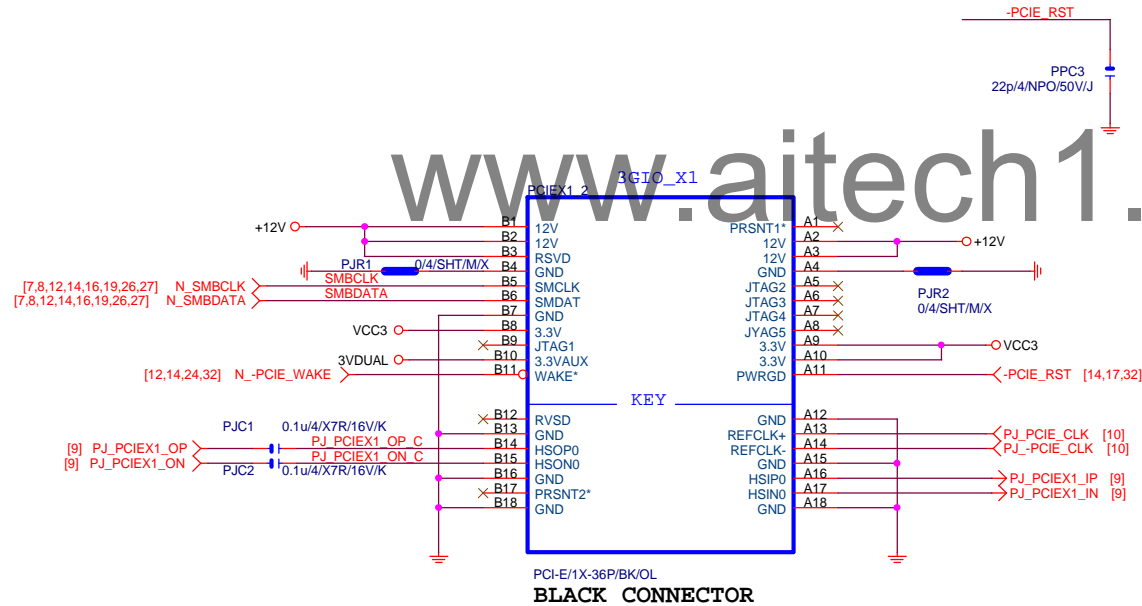 -PCIE_RST
PPC3
22p/4/NPO/50V/J
www.aitech1.
3GIO_X1
PCIEX1_2
+12V
B1 12V PRSNT1* A1
B2 12V 12V A2 +12V
B3 RSVD 12V A3
PJR1 0/4/SHT/M/X B4 GND GND A4
[7,8,12,14,16,19,26,27] N_SMBCLK SMBCLK B5 SMCLK JTAG2 A5
[7,8,12,14,16,19,26,27] N_SMBDATA SMBDATA B6 SMDAT JTAG3 A6
PJR2
0/4/SHT/M/X
B7 GND JTAG4 A7
VCC3 B8 3.3V JYAG5 A8
B9 JTAG1 3.3V A9 VCC3
3VDUAL B10 3.3VAUX 3.3V A10
[12,14,24,32] N_-PCIE_WAKE B11 WAKE* PWRGD A11 -PCIE_RST [14,17,32]
KEY
B12 RVSD GND A12
PJC1 0.1u/4/X7R/16V/K B13 GND REFCLK+ A13 PJ_PCIE_CLK [10]
[9] PJ_PCIEX1_OP PJ_PCIEX1_OP_C B14 HSOP0 REFCLK- A14 PJ_-PCIE_CLK [10]
[9] PJ_PCIEX1_ON PJ_PCIEX1_ON_C B15 HSON0 GND A15
PJC2 0.1u/4/X7R/16V/K B16 GND HSIP0 A16 PJ_PCIEX1_IP [9]
B17 PRSNT2* HSIN0 A17 PJ_PCIEX1_IN [9]
B18 GND GND A18
PCI-E/1X-36P/BK/OL
BLACK CONNECTOR